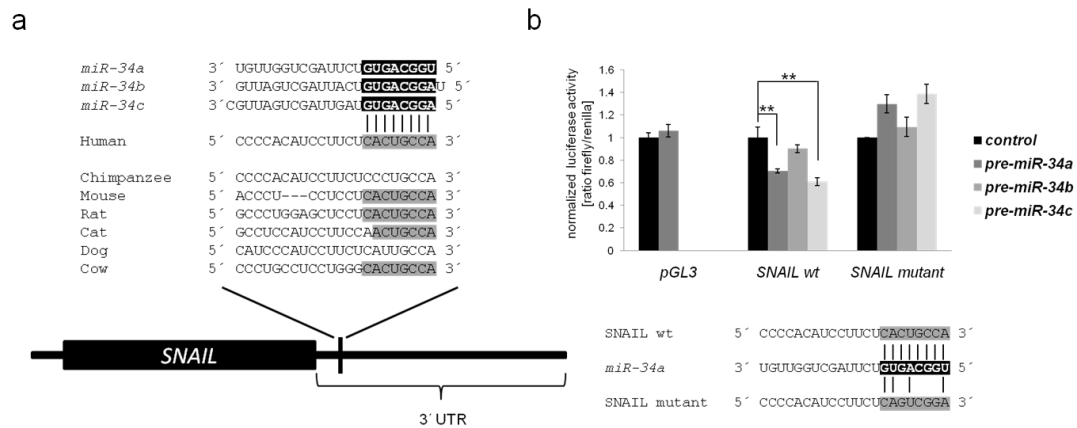 a
miR-34a 3´ UGUUGGUCGAUUCUGUGACGGU 5´
miR-34b 3´ GUUAGUCGAUUACUGUGACGGAU 5´
miR-34c 3´CGUUAGUCGAUUGAUGUGACGGA 5´
Human 5´ CCCCACAUCCUUCUCACUGCCA 3´
Chimpanzee 5´ CCCCACAUCCUUCUCCCUGCCA 3´
Mouse 5´ ACCCU---CCUCCUCACUGCCA 3´
Rat 5´ GCCCUGGAGCUCCUCACUGCCA 3´
Cat 5´ GCCUCCAUCCUUCCAACUGCCA 3´
Dog 5´ CAUCCCAUCCUUCUCAUUGCCA 3´
Cow 5´ CCCUGCCUCCUGGGCACUGCCA 3´
SNAIL
3´ UTR
b
normalized luciferase activity
[ratio firefly/renilla]
1.6
1.4
1.2
1
0.8
0.6
0.4
0.2
0
**
**
pGL3 SNAIL wt SNAIL mutant
control
pre-miR-34a
pre-miR-34b
pre-miR-34c
SNAIL wt 5´ CCCCACAUCCUUCUCACUGCCA 3´
miR-34a 3´ UGUUGGUCGAUUCUGUGACGGU 5´
SNAIL mutant 5´ CCCCACAUCCUUCUCAGUCGGA 3´